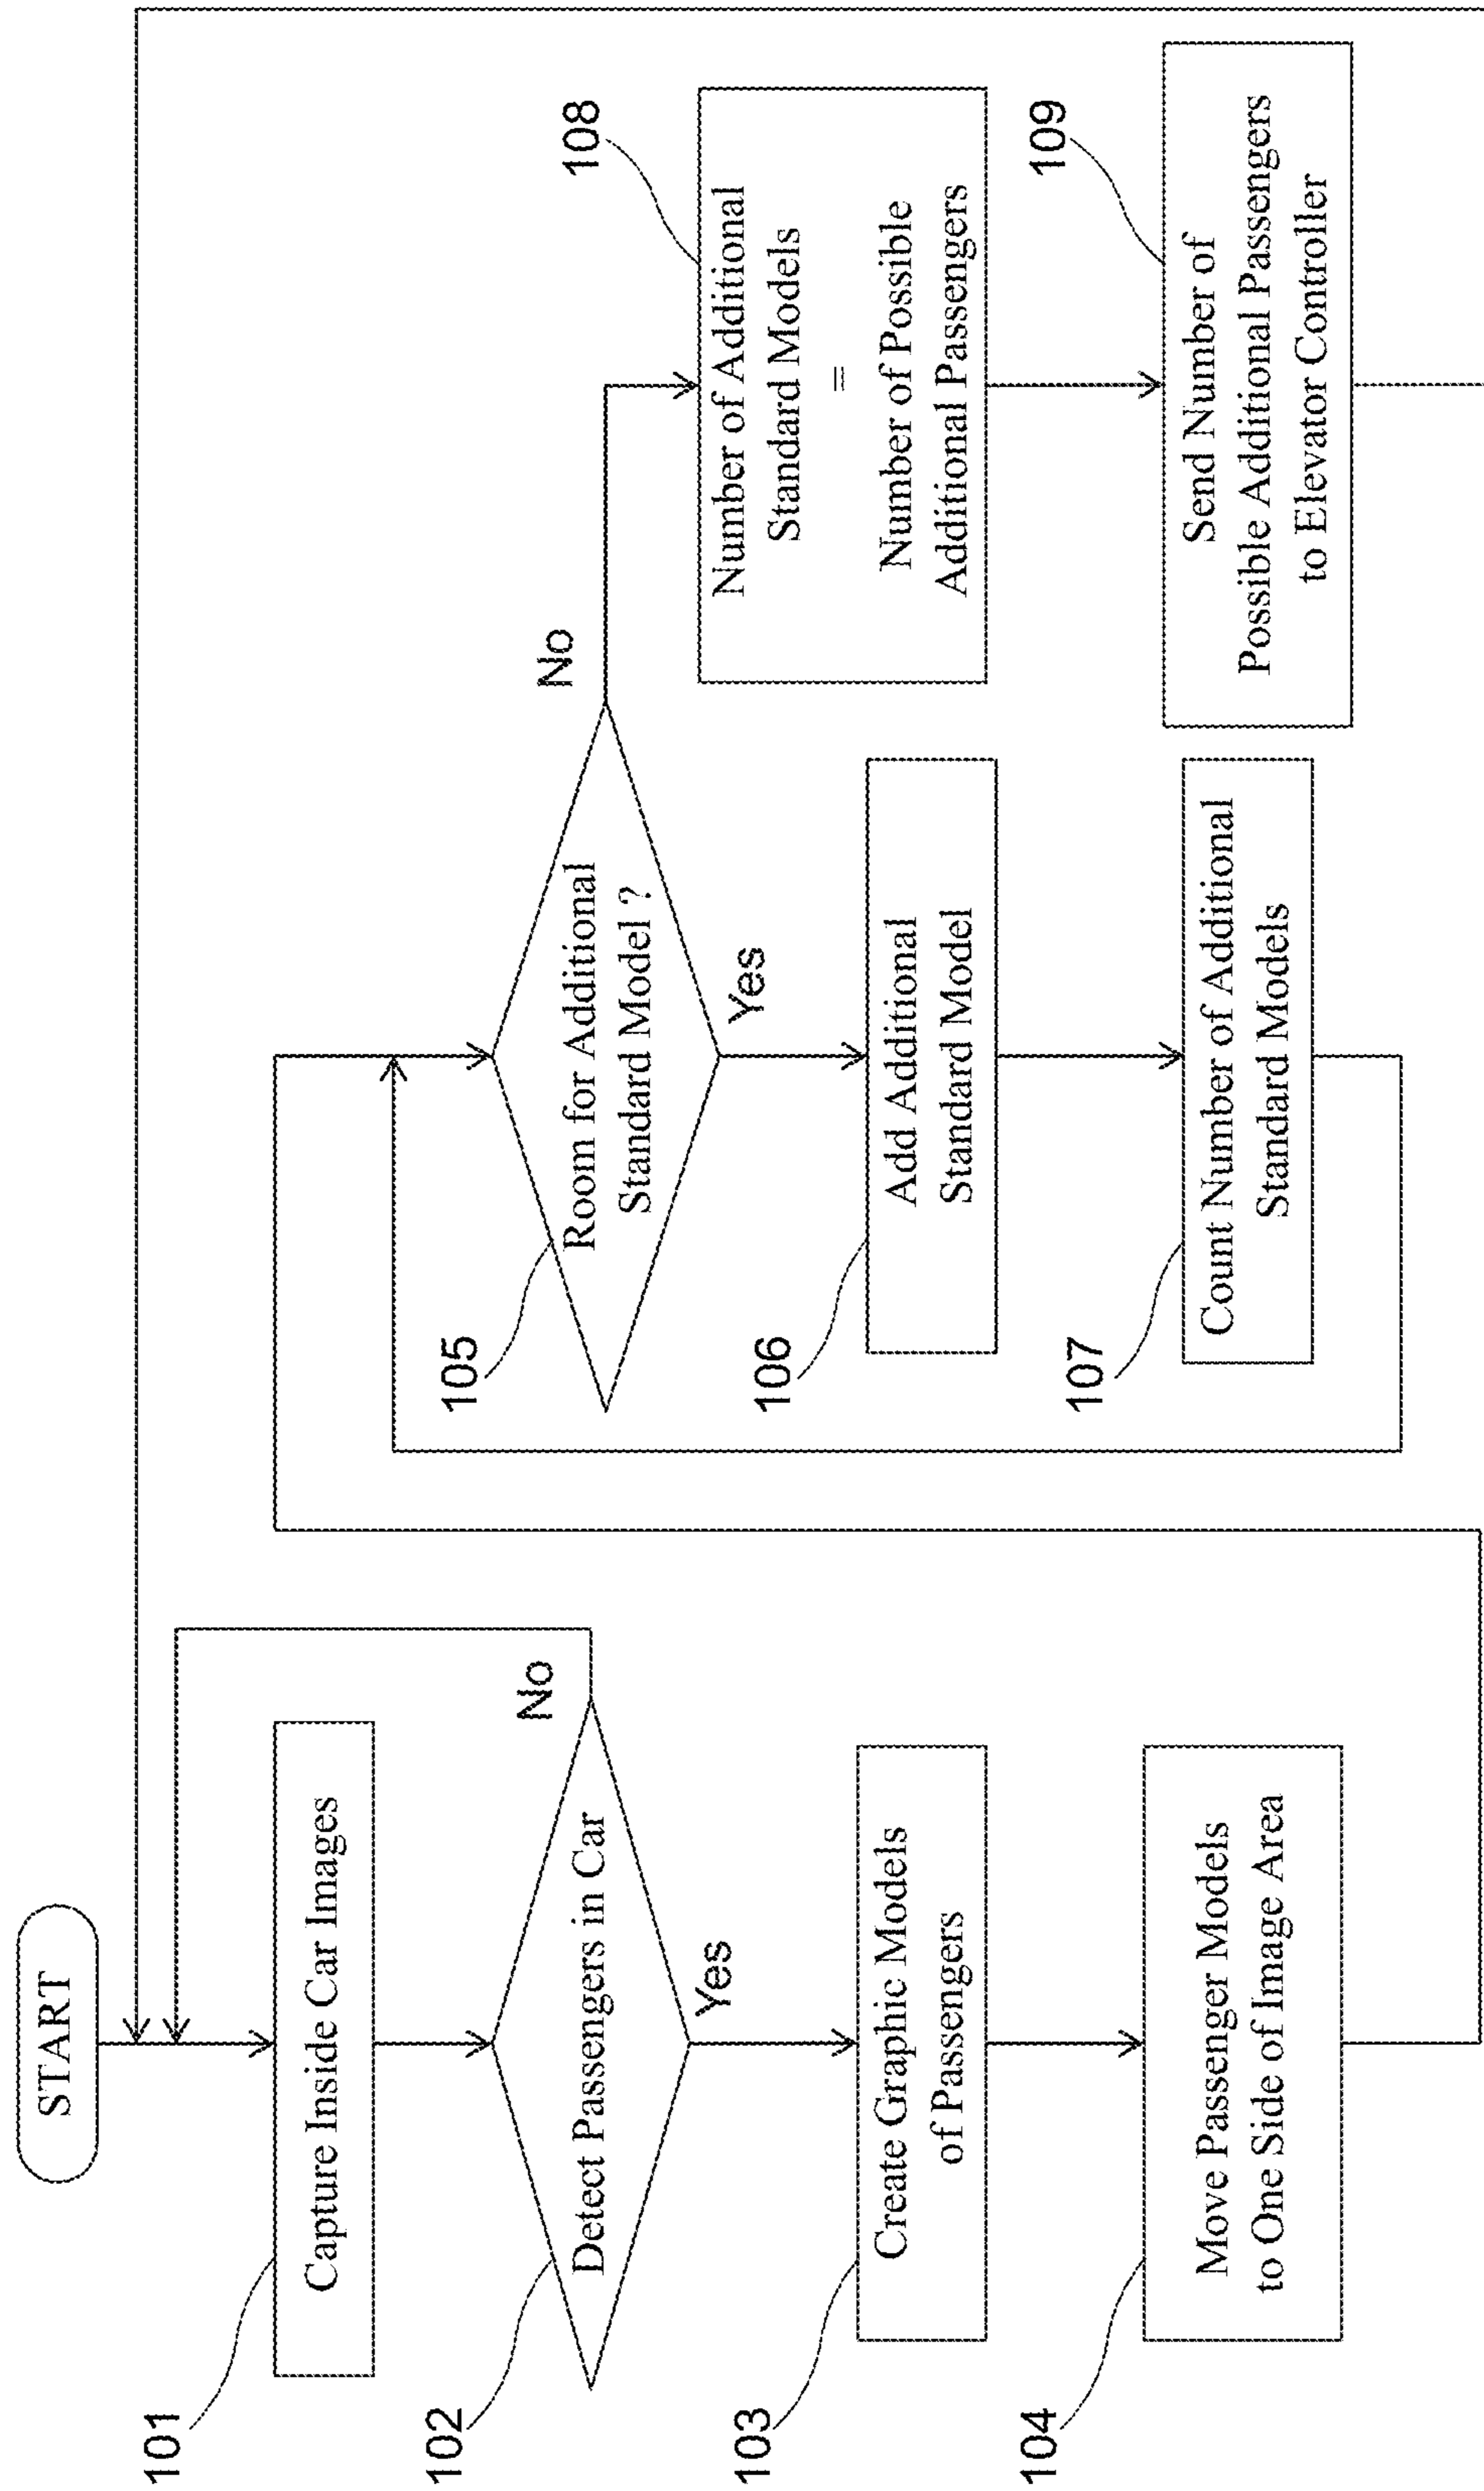 START
101
Capture Inside Car Images
102
Detect Passengers in Car
No
Yes
103
Create Graphic Models
of Passengers
104
Move Passenger Models
to One Side of Image Area
105
Room for Additional
Standard Model ?
No
Yes
106
Add Additional
Standard Model
107
Count Number of Additional
Standard Models
108
Number of Additional
Standard Models
=
Number of Possible
Additional Passengers
109
Send Number of
Possible Additional Passengers
to Elevator Controller